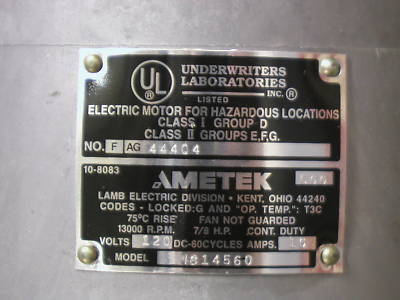 UL ®
UNDERWRITERS
LABORATORIES
INC. ®
LISTED
ELECTRIC MOTOR FOR HAZARDOUS LOCATIONS
CLASS I GROUP D
CLASS II GROUPS E,F,G.
NO. F AG 44404
10-8083
AMETEK
LAMB ELECTRIC DIVISION • KENT, OHIO 44240
CODES - LOCKED:G AND "OP. TEMP.": T3C
75°C RISE FAN NOT GUARDED
13000 R.P.M. 7/8 H.P. CONT. DUTY
VOLTS 120 DC-60CYCLES AMPS. 10
MODEL 114560